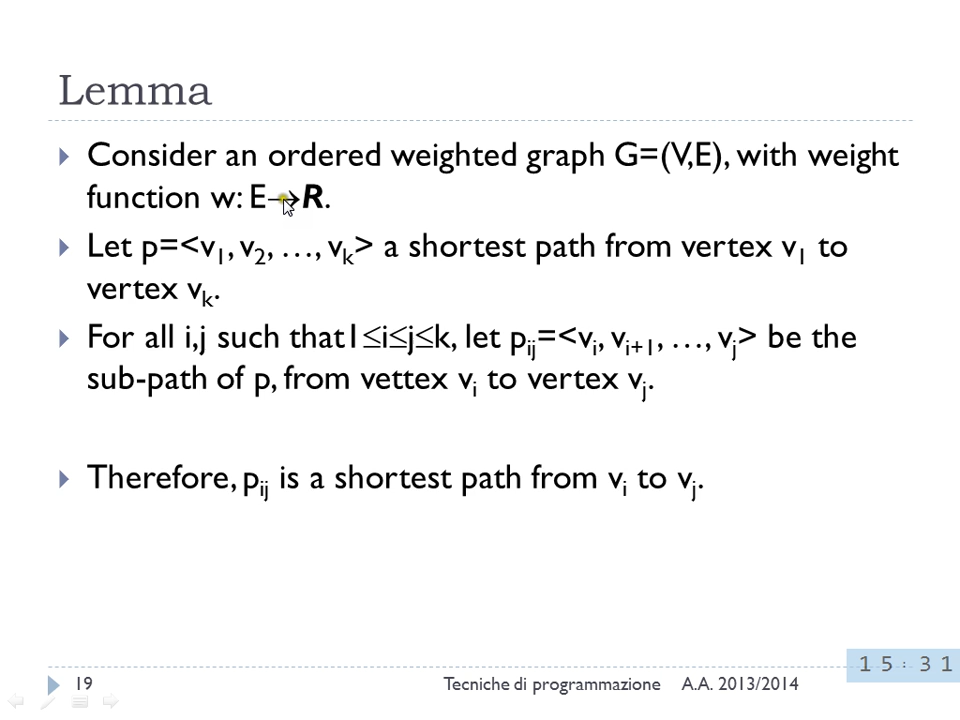 Lemma
Consider an ordered weighted graph G=(V,E), with weight
function w: E→R.
Let p=<v₁, v₂, …, vₖ> a shortest path from vertex v₁ to
vertex vₖ.
For all i,j such that1≤i≤j≤k, let pᵢⱼ=<vᵢ, vᵢ₊₁, …, vⱼ> be the
sub-path of p, from vettex vᵢ to vertex vⱼ.
Therefore, pᵢⱼ is a shortest path from vᵢ to vⱼ.
15:31
19 Tecniche di programmazione A.A. 2013/2014